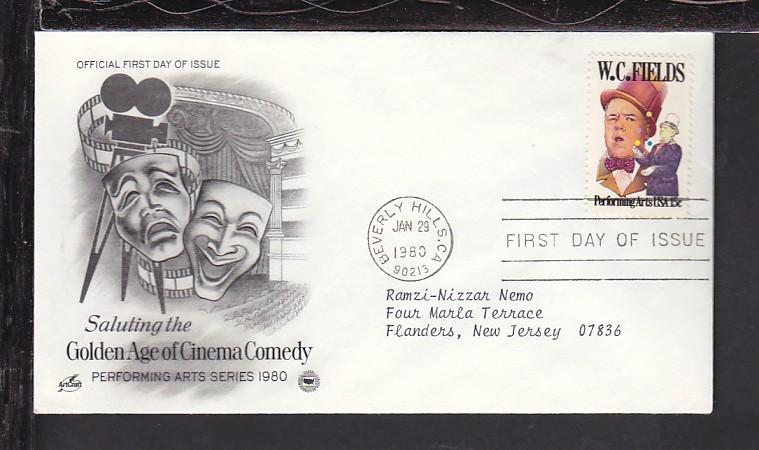 OFFICIAL FIRST DAY OF ISSUE
W.C. FIELDS
Performing Arts USA 15c
BEVERLY HILLS, CA
JAN 29
1980
90213
FIRST DAY OF ISSUE
Ramzi-Nizzar Nemo
Four Marla Terrace
Flanders, New Jersey 07836
Saluting the
Golden Age of Cinema Comedy
PERFORMING ARTS SERIES 1980
ArtCraft